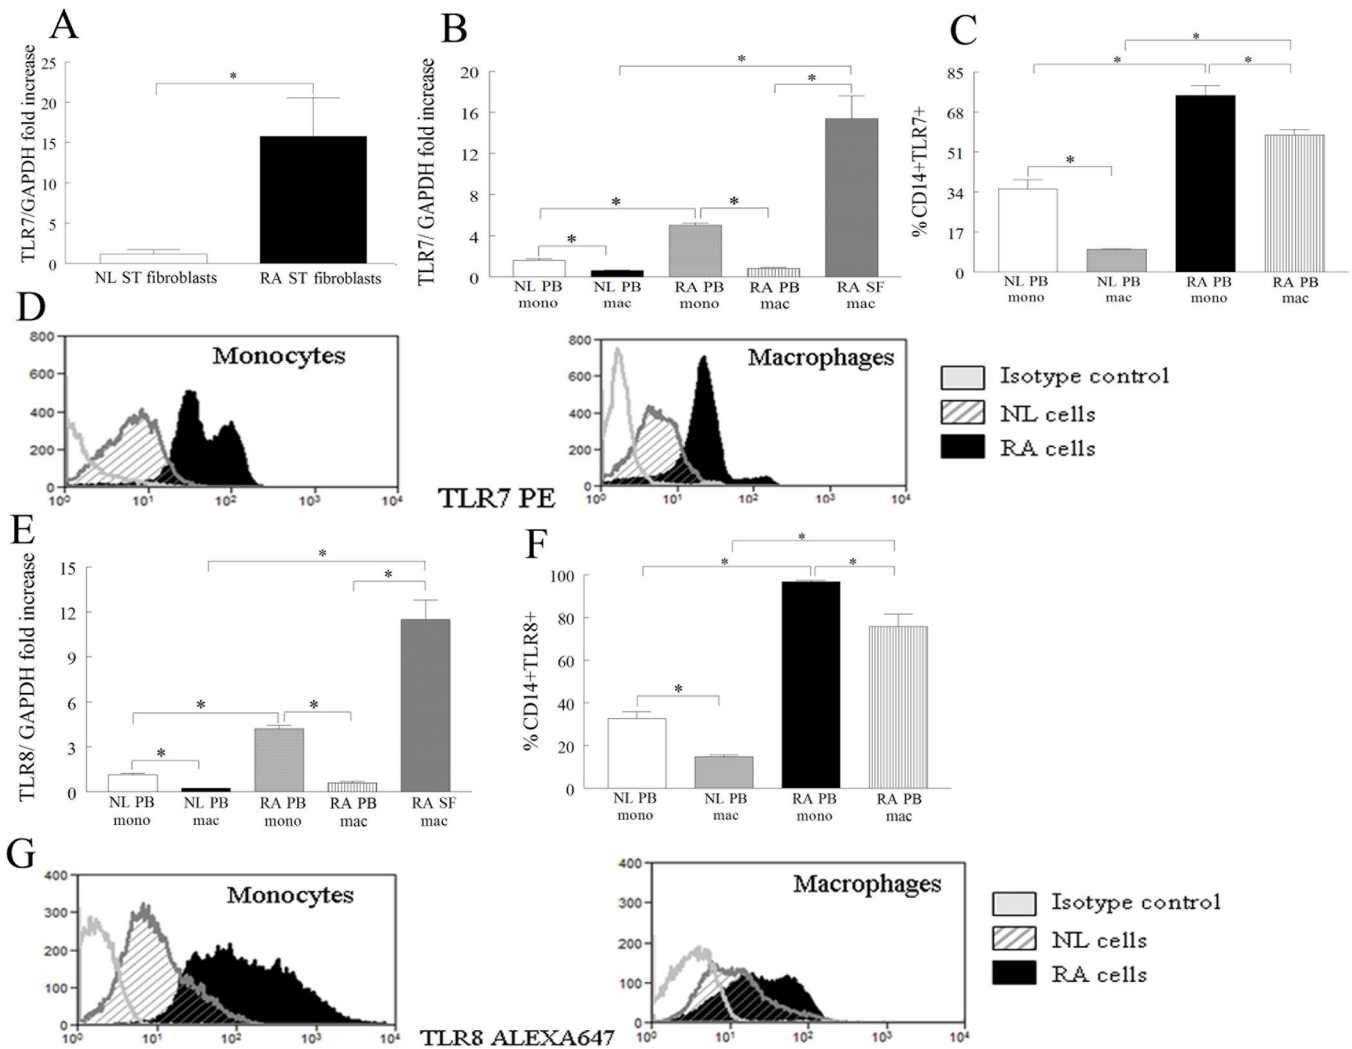 A
TLR7/GAPDH fold increase
25
20
15
10
5
0
*
NL ST fibroblasts
RA ST fibroblasts
B
TLR7/ GAPDH fold increase
20
16
12
8
4
0
*
*
*
*
*
NL PB mono
NL PB mac
RA PB mono
RA PB mac
RA SF mac
C
% CD14+TLR7+
85
68
51
34
17
0
*
*
*
*
NL PB mono
NL PB mac
RA PB mono
RA PB mac
D
Monocytes
800
600
400
200
0
10⁰ 10¹ 10² 10³ 10⁴
Macrophages
800
600
400
200
0
10⁰ 10¹ 10² 10³ 10⁴
TLR7 PE
Isotype control
NL cells
RA cells
E
TLR8/ GAPDH fold increase
15
12
9
6
3
0
*
*
*
*
*
NL PB mono
NL PB mac
RA PB mono
RA PB mac
RA SF mac
F
% CD14+TLR8+
100
80
60
40
20
0
*
*
*
*
NL PB mono
NL PB mac
RA PB mono
RA PB mac
G
Monocytes
400
300
200
100
0
10⁰ 10¹ 10² 10³ 10⁴
Macrophages
400
300
200
100
0
10⁰ 10¹ 10² 10³ 10⁴
TLR8 ALEXA647
Isotype control
NL cells
RA cells